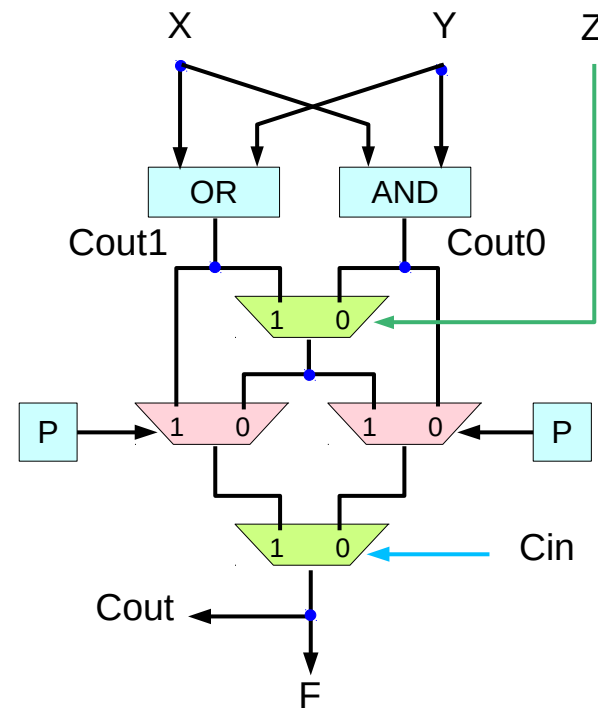 X Y Z
OR AND
Cout1 Cout0
1 0
P 1 0 1 0 P
1 0 Cin
Cout
F